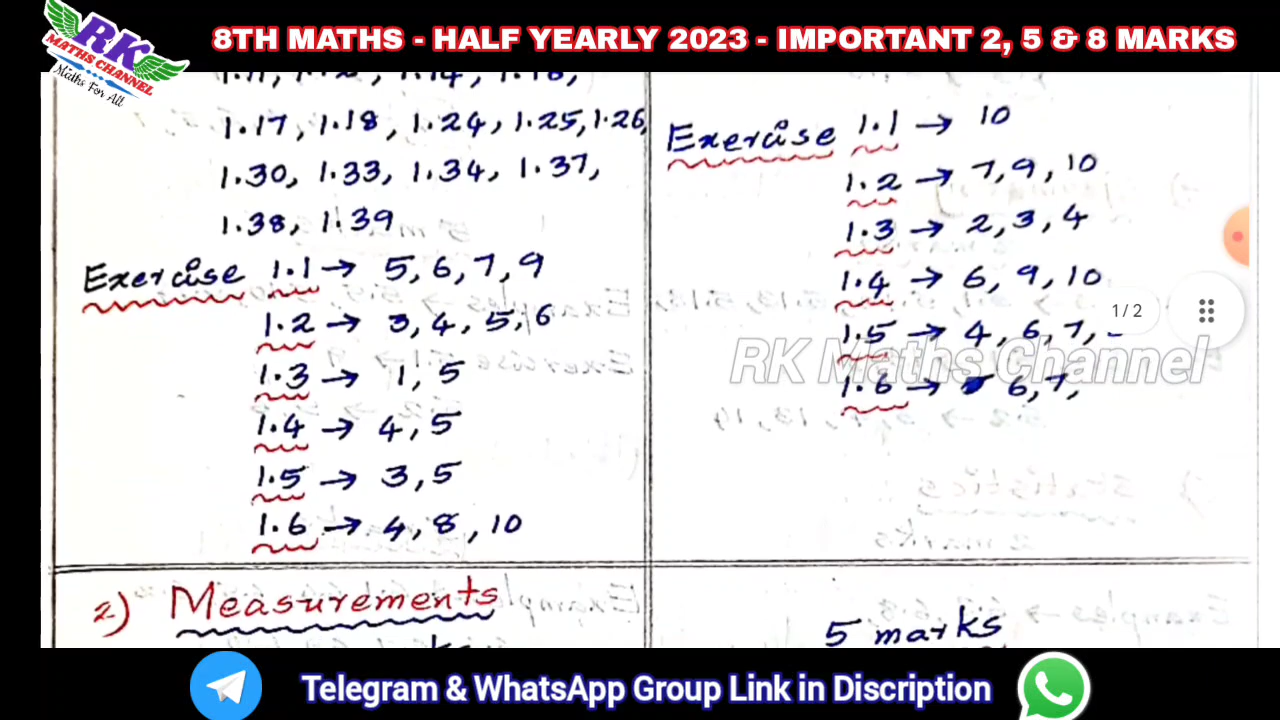 RK
MATHS CHANNEL
Maths For All
8TH MATHS - HALF YEARLY 2023 - IMPORTANT 2, 5 & 8 MARKS
1.17, 1.18, 1.24, 1.25, 1.26,
1.30, 1.33, 1.34, 1.37,
1.38, 1.39
Exercise 1.1 → 5, 6, 7, 9
1.2 → 3, 4, 5, 6
1.3 → 1, 5
1.4 → 4, 5
1.5 → 3, 5
1.6 → 4, 8, 10
2) Measurements
Exercise 1.1 → 10
1.2 → 7, 9, 10
1.3 → 2, 3, 4
1.4 → 6, 9, 10
1/2
1.5 → 4, 6, 7,
RK Maths Channel
1.6 → 6, 7,
5 marks
Telegram & WhatsApp Group Link in Discription